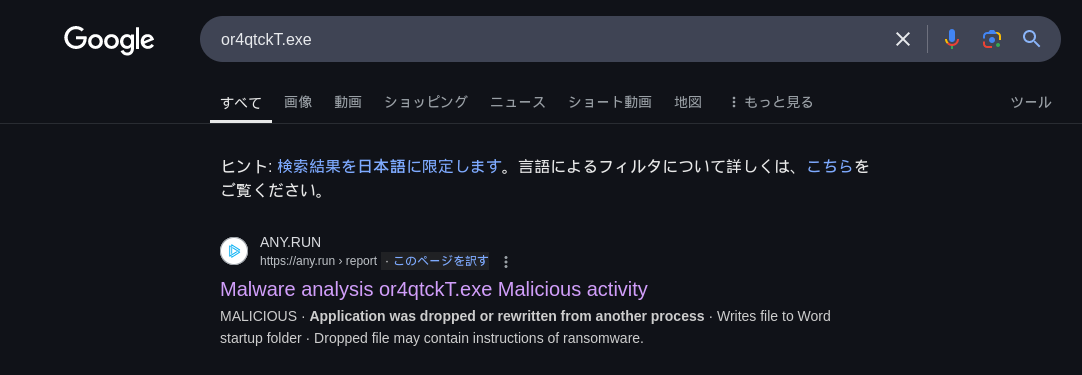 Google
or4qtckT.exe
すべて 画像 動画 ショッピング ニュース ショート動画 地図 もっと見る ツール
ヒント: 検索結果を日本語に限定します。言語によるフィルタについて詳しくは、こちらを
ご覧ください。
ANY.RUN
https://any.run › report · このページを訳す
Malware analysis or4qtckT.exe Malicious activity
MALICIOUS · Application was dropped or rewritten from another process · Writes file to Word
startup folder · Dropped file may contain instructions of ransomware.